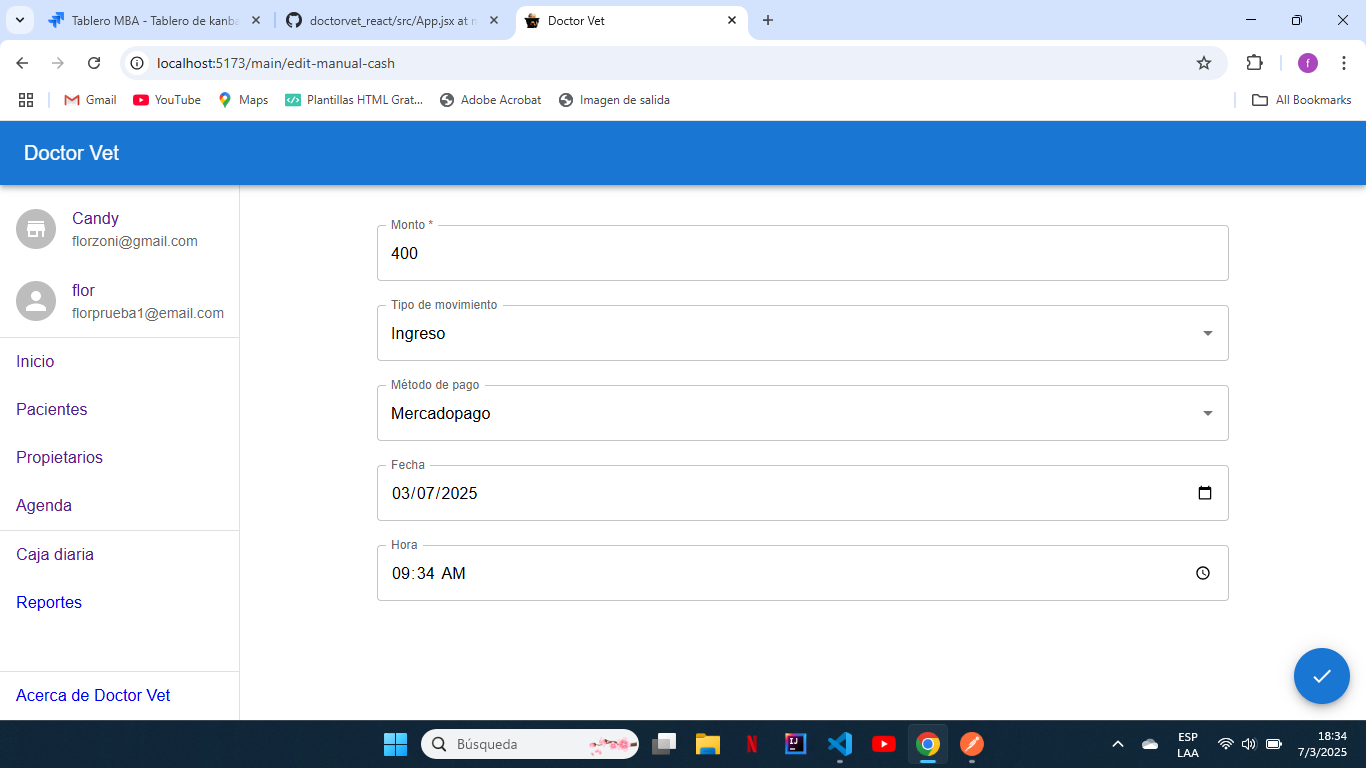 Tablero MBA - Tablero de kanba
doctorvet_react/src/App.jsx at m
Doctor Vet
localhost:5173/main/edit-manual-cash
f
Gmail
YouTube
Maps
Plantillas HTML Grat...
Adobe Acrobat
Imagen de salida
All Bookmarks
Doctor Vet
Candy
florzoni@gmail.com
flor
florprueba1@email.com
Inicio
Pacientes
Propietarios
Agenda
Caja diaria
Reportes
Acerca de Doctor Vet
Monto *
400
Tipo de movimiento
Ingreso
Método de pago
Mercadopago
Fecha
03/07/2025
Hora
09:34 AM
Búsqueda
ESP
LAA
18:34
7/3/2025